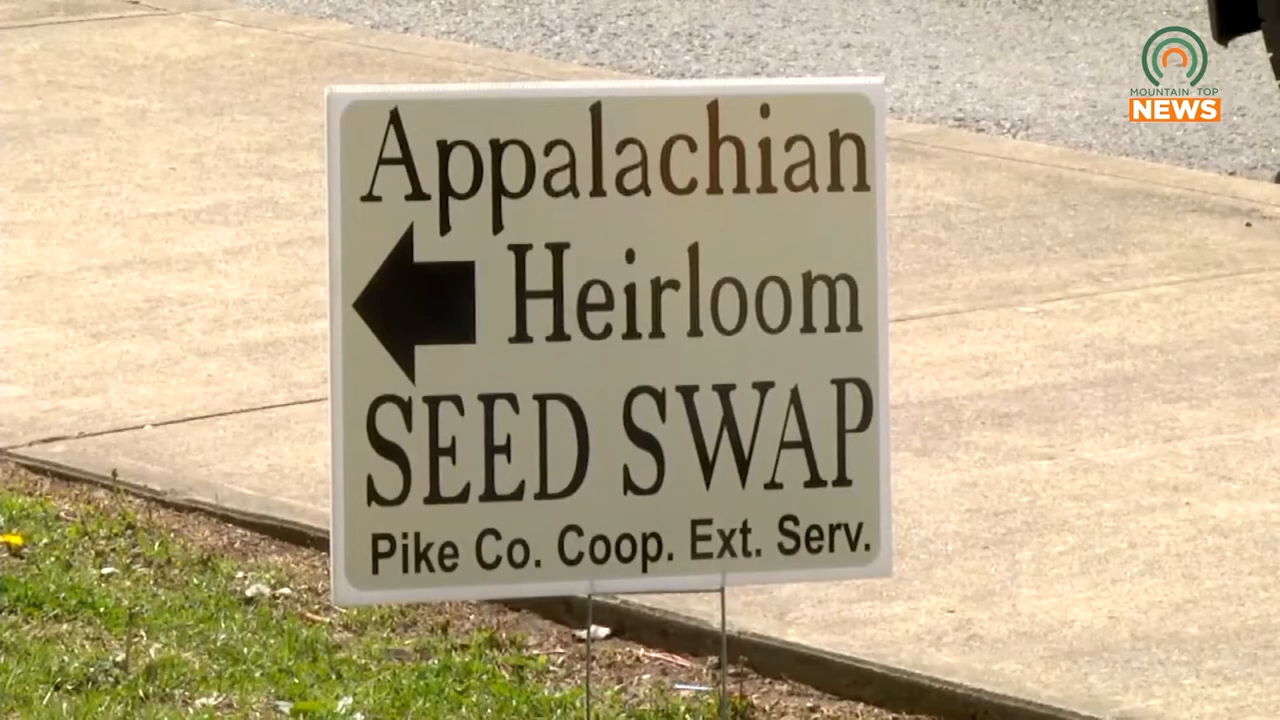 MOUNTAIN TOP
NEWS
Appalachian
Heirloom
SEED SWAP
Pike Co. Coop. Ext. Serv.